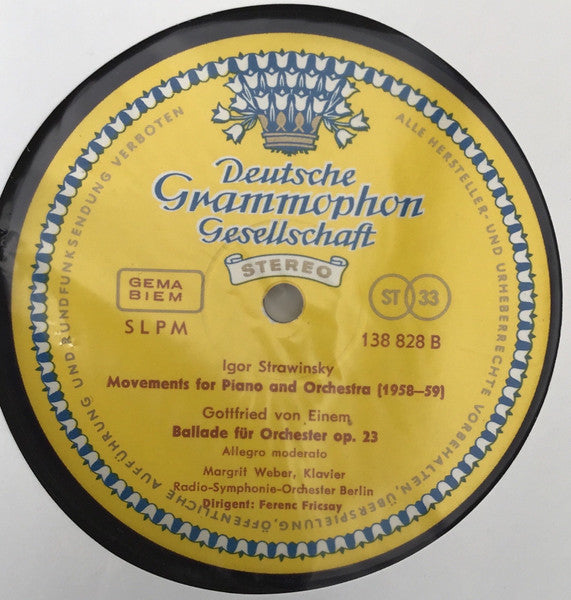 Deutsche
Grammophon
Gesellschaft
STEREO
GEMA
BIEM
SLPM
ST 33
138 828 B
Igor Strawinsky
Movements for Piano and Orchestra (1958—59)
Gottfried von Einem
Ballade für Orchester op. 23
Allegro moderato
Margrit Weber, Klavier
Radio-Symphonie-Orchester Berlin
Dirigent: Ferenc Fricsay
ALLE HERSTELLER- UND URHEBERRECHTE VORBEHALTEN, ÜBERSPIELUNG, ÖFFENTLICHE AUFFÜHRUNG UND RUNDFUNKSENDUNG VERBOTEN